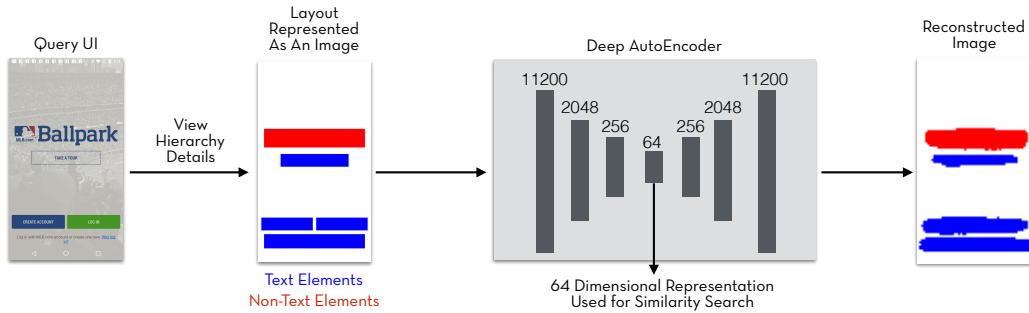 Query UI
Ballpark
TAKE A TOUR
CREATE ACCOUNT
LOG IN
View
Hierarchy
Details
Layout
Represented
As An Image
Text Elements
Non-Text Elements
Deep AutoEncoder
11200
2048
256
64
256
2048
11200
64 Dimensional Representation
Used for Similarity Search
Reconstructed
Image